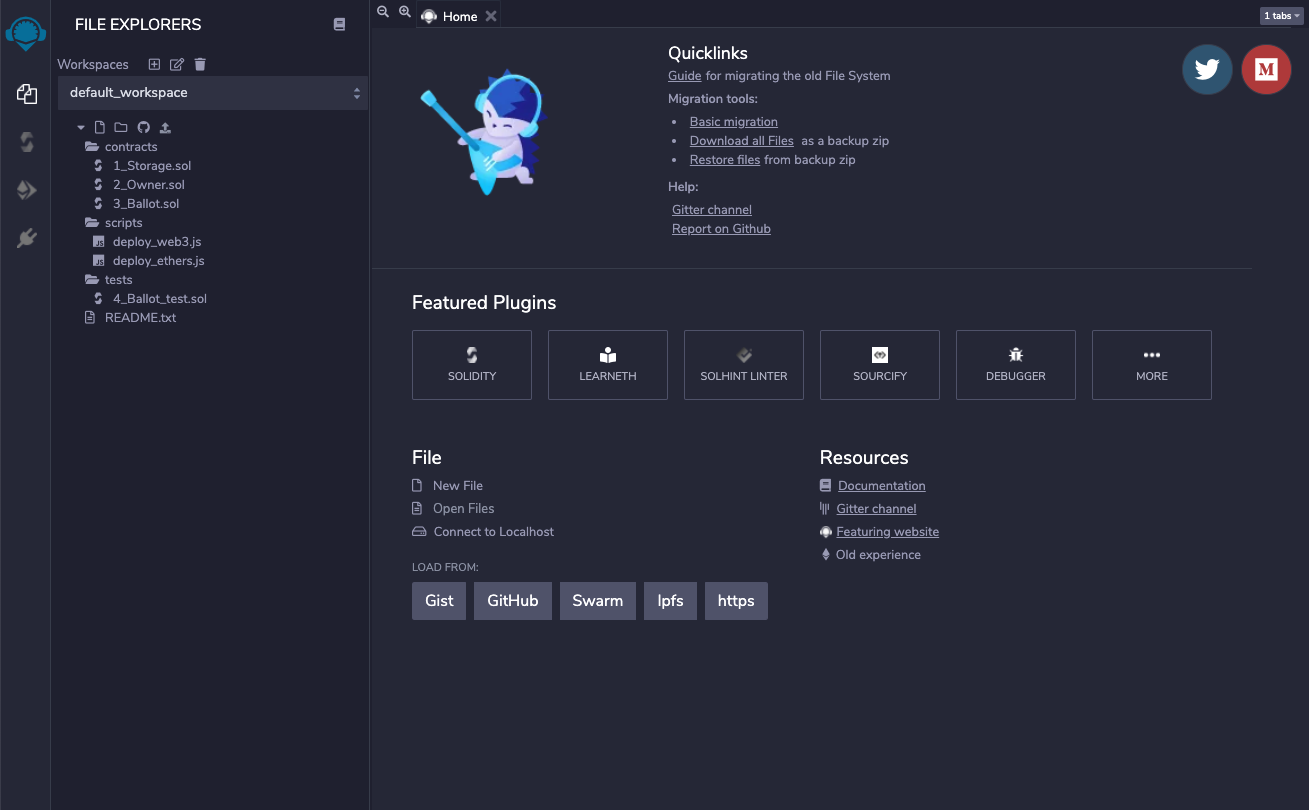 FILE EXPLORERS
Workspaces
default_workspace
contracts
1_Storage.sol
2_Owner.sol
3_Ballot.sol
scripts
JS deploy_web3.js
JS deploy_ethers.js
tests
4_Ballot_test.sol
README.txt
Home
1 tabs
Quicklinks
Guide for migrating the old File System
Migration tools:
• Basic migration
• Download all Files as a backup zip
• Restore files from backup zip
Help:
Gitter channel
Report on Github
M
Featured Plugins
SOLIDITY
LEARNETH
SOLHINT LINTER
SOURCIFY
DEBUGGER
MORE
File
New File
Open Files
Connect to Localhost
LOAD FROM:
Gist
GitHub
Swarm
Ipfs
https
Resources
Documentation
Gitter channel
Featuring website
Old experience